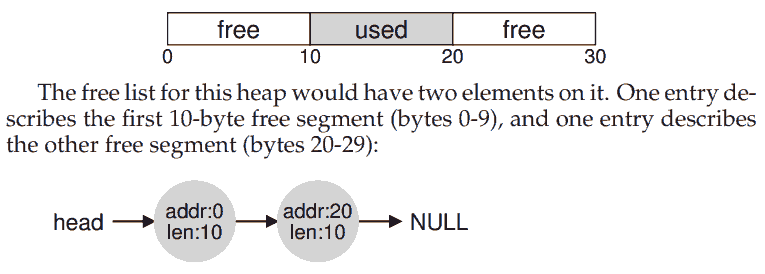 free used free
0 10 20 30
The free list for this heap would have two elements on it. One entry de-
scribes the first 10-byte free segment (bytes 0-9), and one entry describes
the other free segment (bytes 20-29):
head addr:0 len:10 addr:20 len:10 NULL